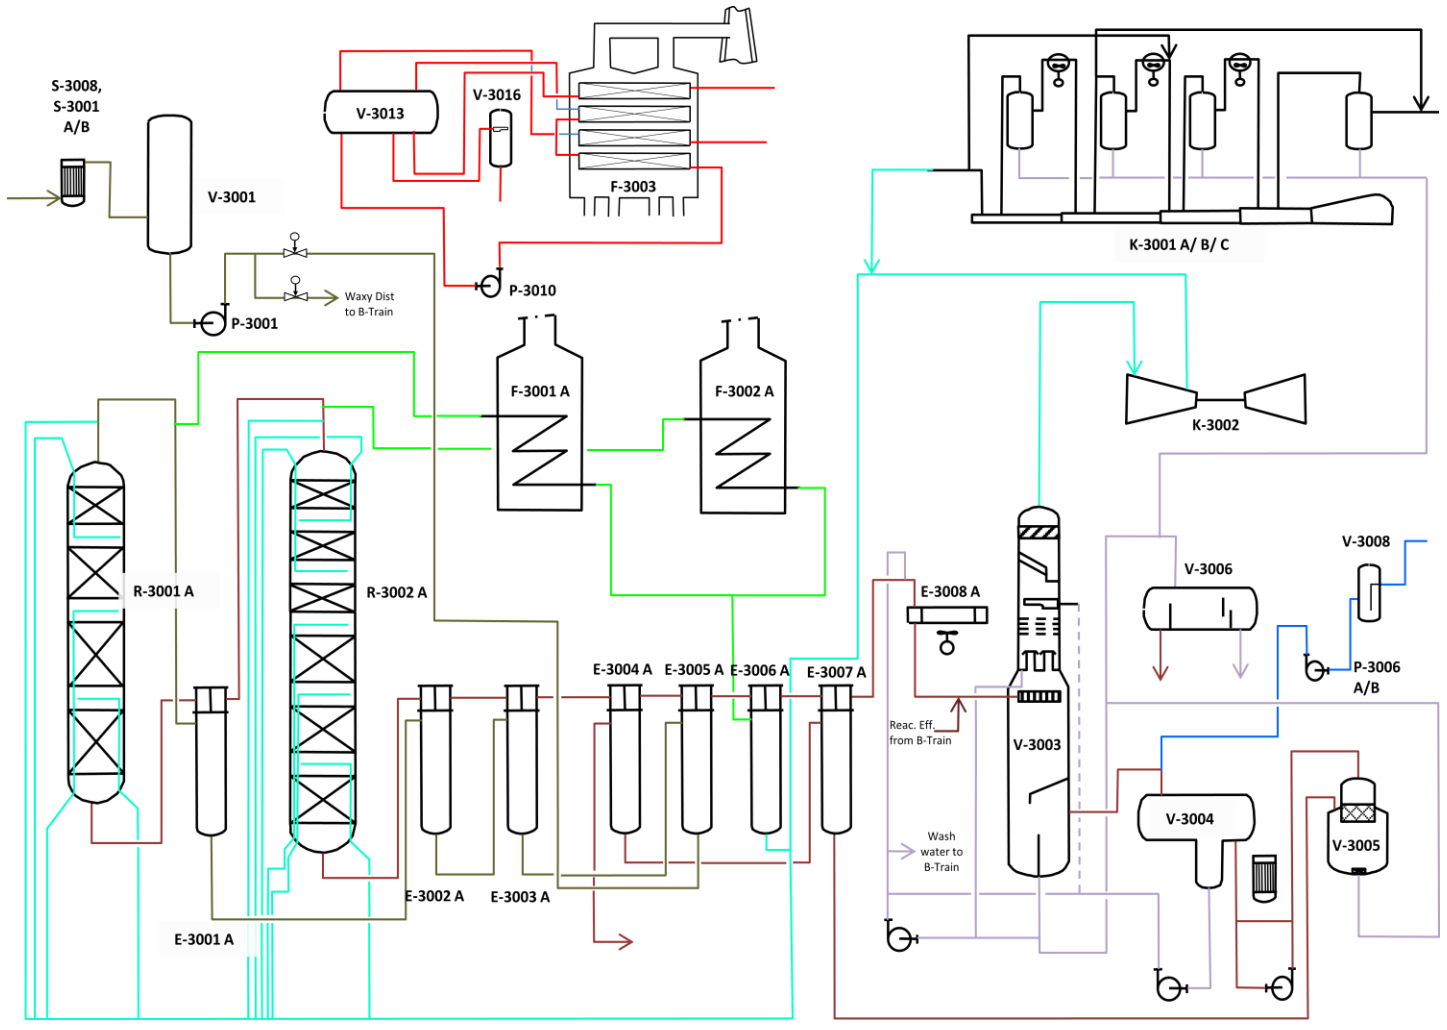 S-3008,
S-3001
A/B
V-3001
V-3013
V-3016
F-3003
K-3001 A/ B/ C
P-3010
Waxy Dist
to B-Train
P-3001
F-3001 A
F-3002 A
K-3002
R-3001 A
R-3002 A
E-3008 A
V-3006
V-3008
P-3006
A/B
E-3004 A
E-3005 A
E-3006 A
E-3007 A
Reac. Eff.
from B-Train
V-3003
V-3004
V-3005
Wash
water to
B-Train
E-3002 A
E-3003 A
E-3001 A